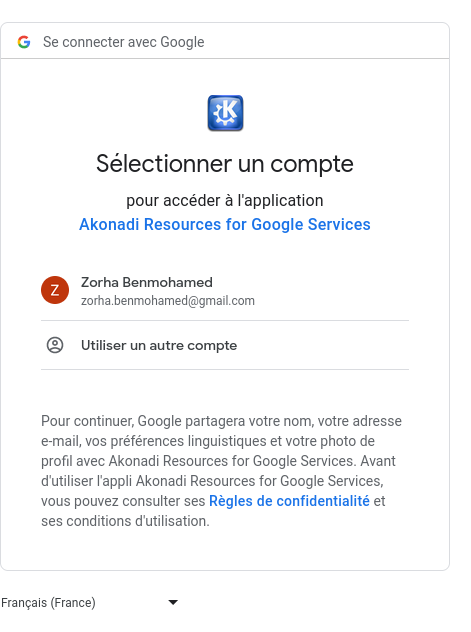 Se connecter avec Google
K
Sélectionner un compte
pour accéder à l'application
Akonadi Resources for Google Services
Z
Zorha Benmohamed
zorha.benmohamed@gmail.com
Utiliser un autre compte
Pour continuer, Google partagera votre nom, votre adresse
e-mail, vos préférences linguistiques et votre photo de
profil avec Akonadi Resources for Google Services. Avant
d'utiliser l'appli Akonadi Resources for Google Services,
vous pouvez consulter ses Règles de confidentialité et
ses conditions d'utilisation.
Français (France)